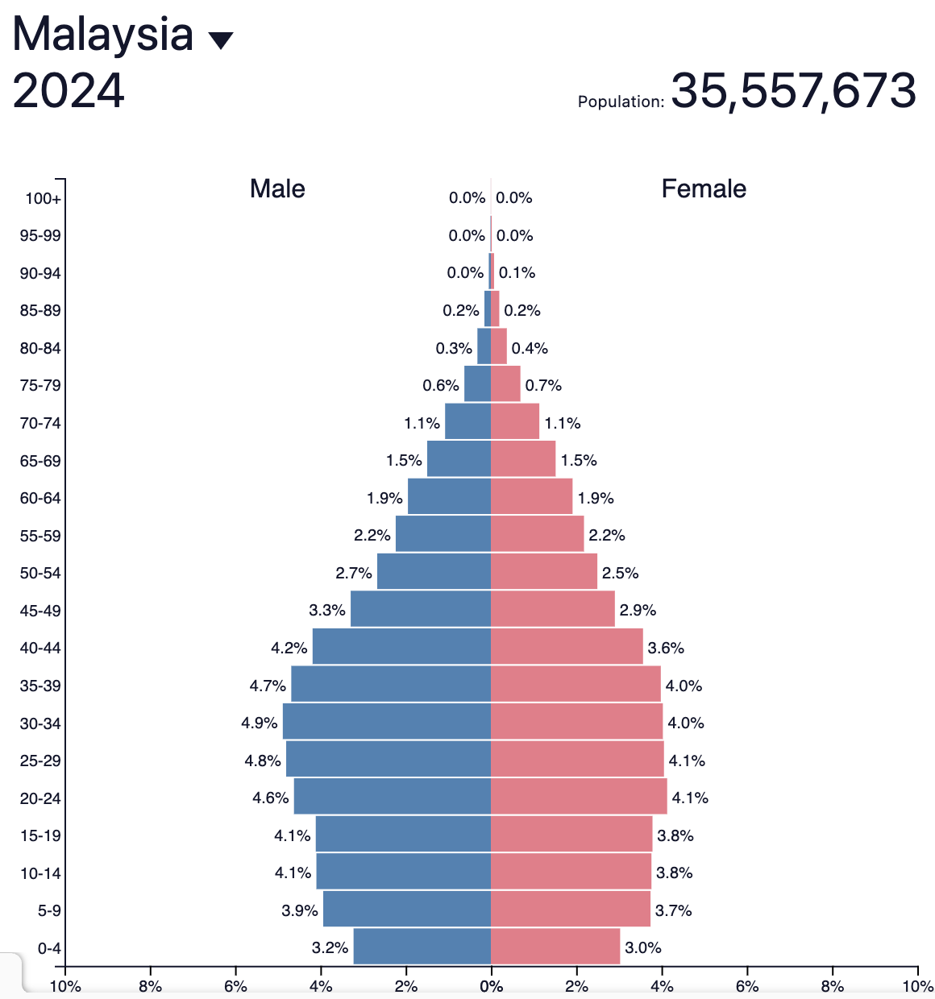 Malaysia
2024
Population: 35,557,673
Male Female
100+ 0.0% 0.0%
95-99 0.0% 0.0%
90-94 0.0% 0.1%
85-89 0.2% 0.2%
80-84 0.3% 0.4%
75-79 0.6% 0.7%
70-74 1.1% 1.1%
65-69 1.5% 1.5%
60-64 1.9% 1.9%
55-59 2.2% 2.2%
50-54 2.7% 2.5%
45-49 3.3% 2.9%
40-44 4.2% 3.6%
35-39 4.7% 4.0%
30-34 4.9% 4.0%
25-29 4.8% 4.1%
20-24 4.6% 4.1%
15-19 4.1% 3.8%
10-14 4.1% 3.8%
5-9 3.9% 3.7%
0-4 3.2% 3.0%
10% 8% 6% 4% 2% 0% 2% 4% 6% 8% 10%